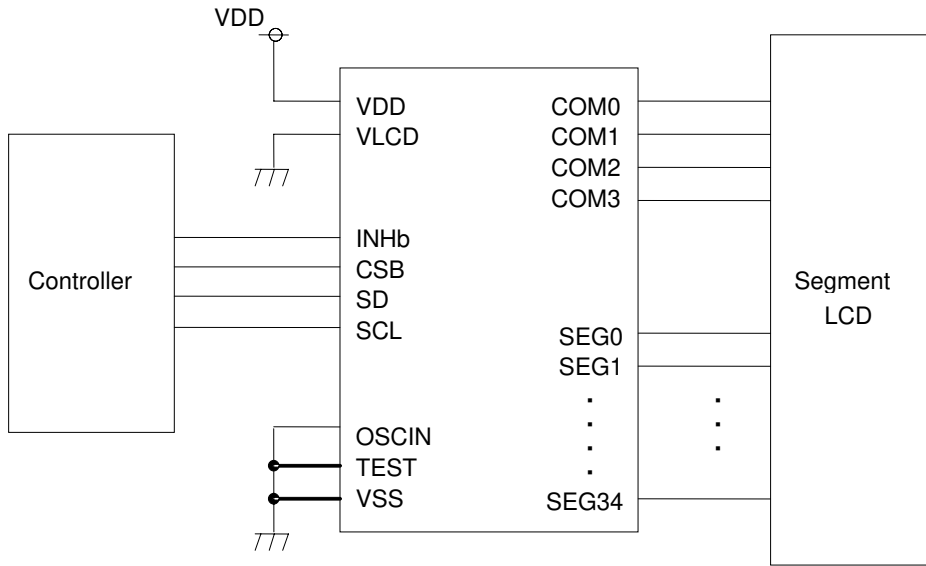 VDD
VDD
VLCD
INHb
CSB
SD
SCL
OSCIN
TEST
VSS
COM0
COM1
COM2
COM3
SEG0
SEG1
SEG34
Controller
Segment
LCD